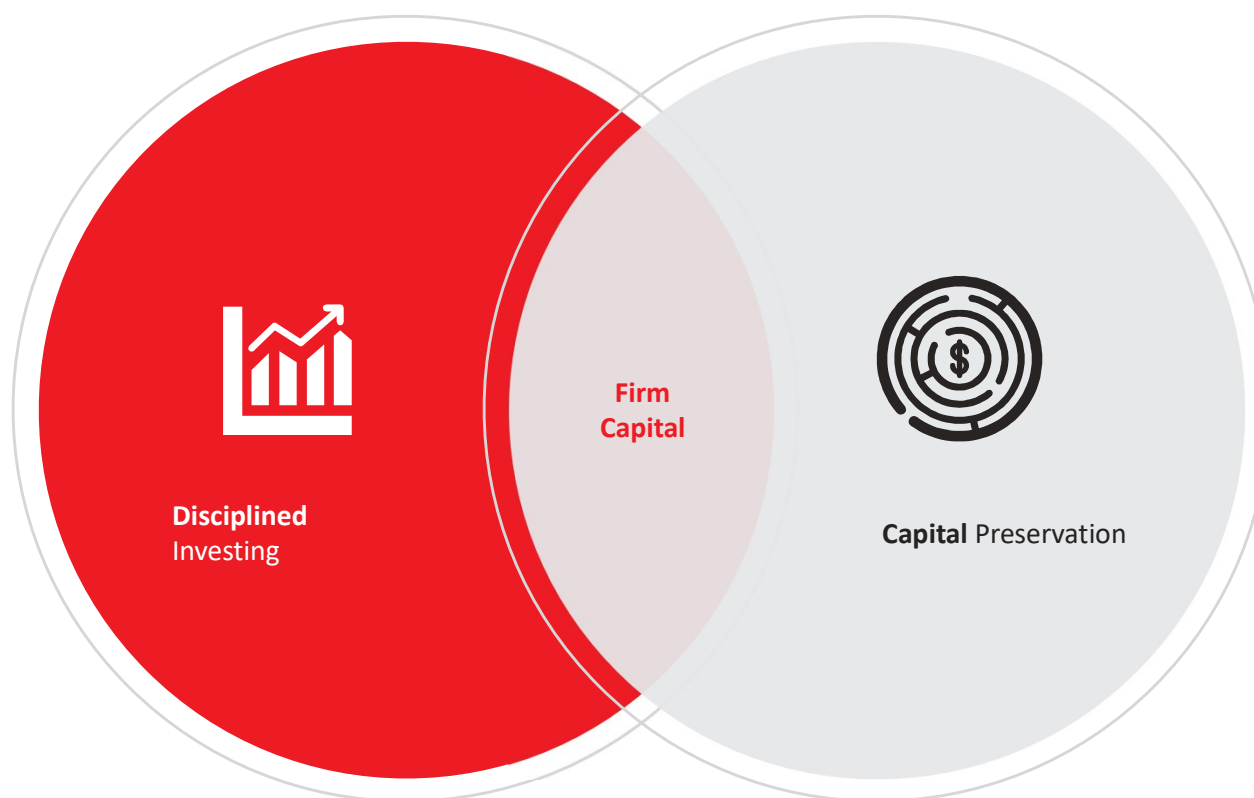 Disciplined
Investing
Firm
Capital
$
Capital Preservation